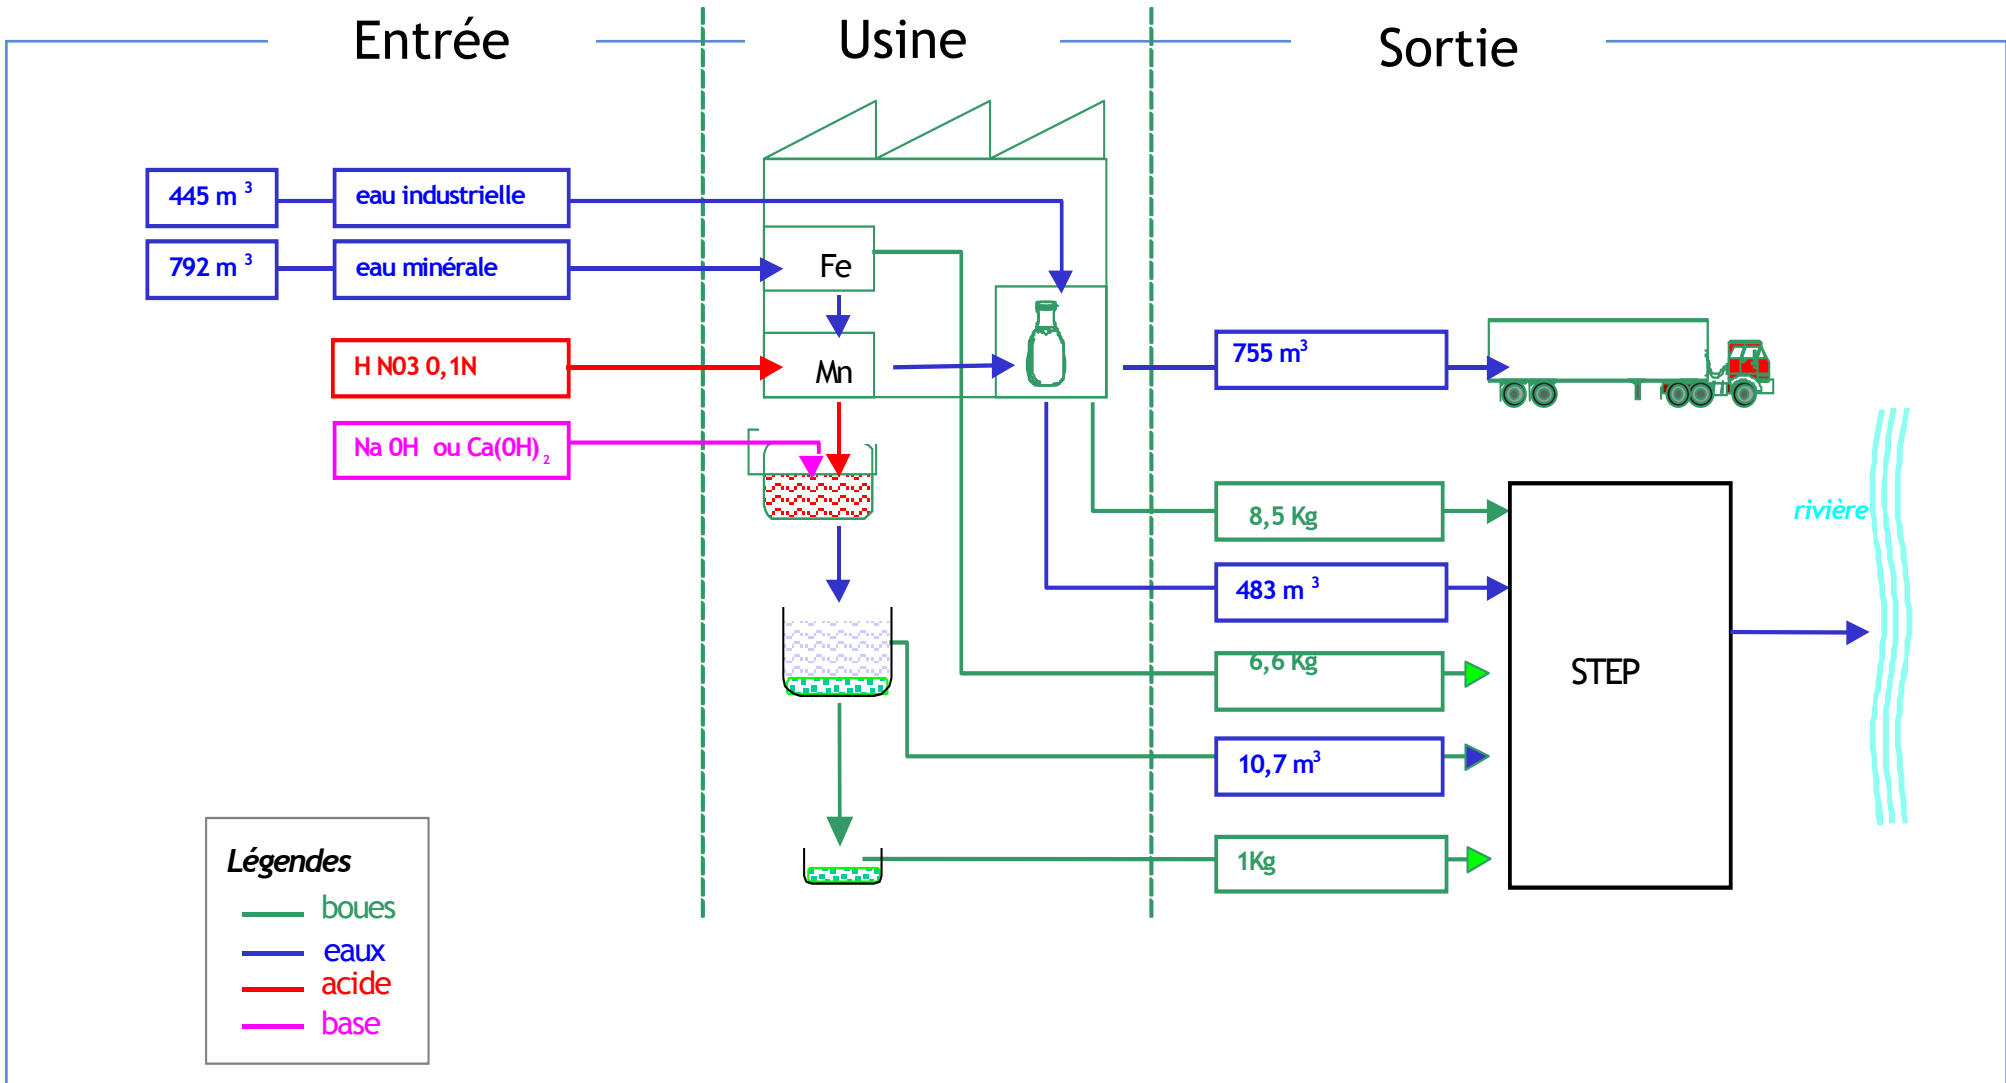 Entrée
Usine
Sortie
445 m ³
eau industrielle
792 m ³
eau minérale
Fe
H N03 0,1N
Mn
755 m³
Na 0H ou Ca(0H) ₂
8,5 Kg
rivière
483 m ³
6,6 Kg
STEP
10,7 m³
1Kg
Légendes
boues
eaux
acide
base